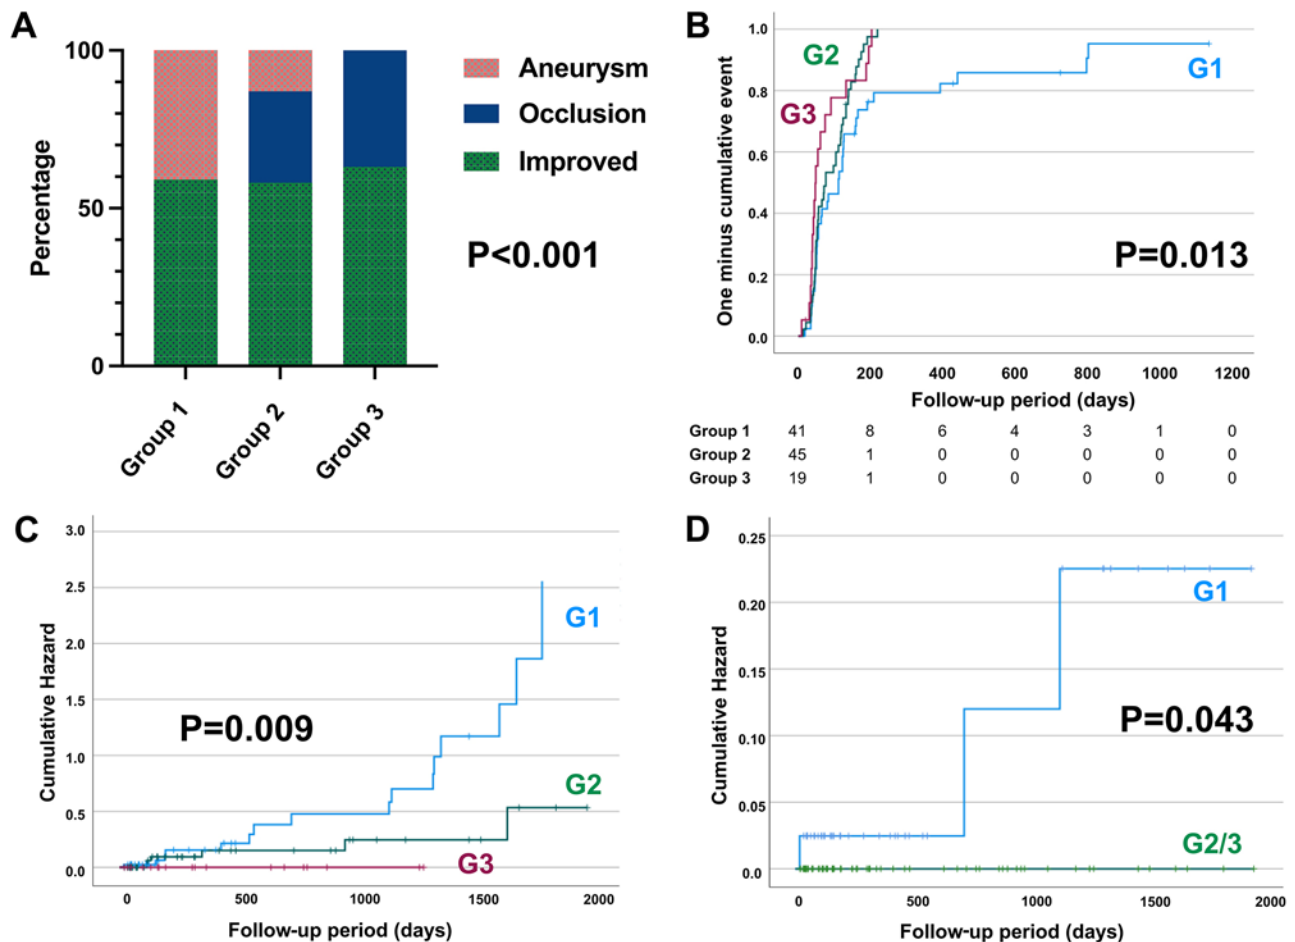 A
100
50
0
Percentage
Group 1
Group 2
Group 3
Aneurysm
Occlusion
Improved
P<0.001
B
1.0
0.8
0.6
0.4
0.2
0.0
One minus cumulative event
G2
G3
G1
P=0.013
0 200 400 600 800 1000 1200
Follow-up period (days)
Group 1 41 8 6 4 3 1 0
Group 2 45 1 0 0 0 0 0
Group 3 19 1 0 0 0 0 0
C
3.0
2.5
2.0
1.5
1.0
0.5
0.0
Cumulative Hazard
P=0.009
G1
G2
G3
0 500 1000 1500 2000
Follow-up period (days)
D
0.25
0.20
0.15
0.10
0.05
0.00
Cumulative Hazard
G1
P=0.043
G2/3
0 500 1000 1500 2000
Follow-up period (days)